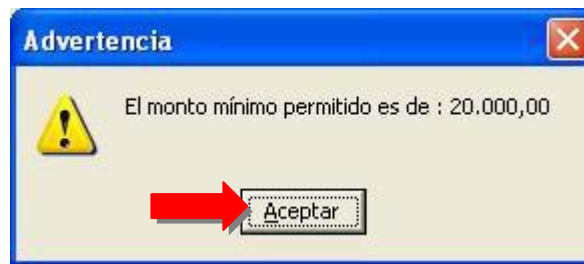 Advertencia
El monto mínimo permitido es de : 20.000,00
Aceptar